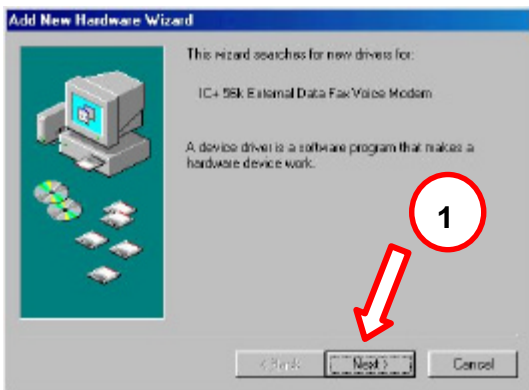 Add New Hardware Wizard
This wizard searches for new drivers for:
IC+ 56k External Data Fax Voice Modem
A device driver is a software program that makes a
hardware device work.
1
< Back
Next >
Cancel